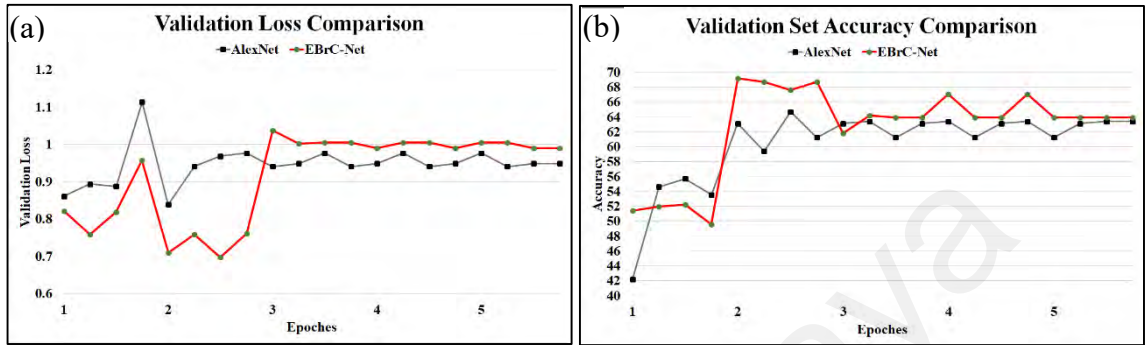 (a)
Validation Loss Comparison
AlexNet
EBrC-Net
1.2
1.1
1
0.9
0.8
0.7
0.6
Validation Loss
1 2 3 4 5
Epoches
(b)
Validation Set Accuracy Comparison
AlexNet
EBrC-Net
70
68
66
64
62
60
58
56
54
52
50
48
46
44
42
40
Accuracy
1 2 3 4 5
Epoches